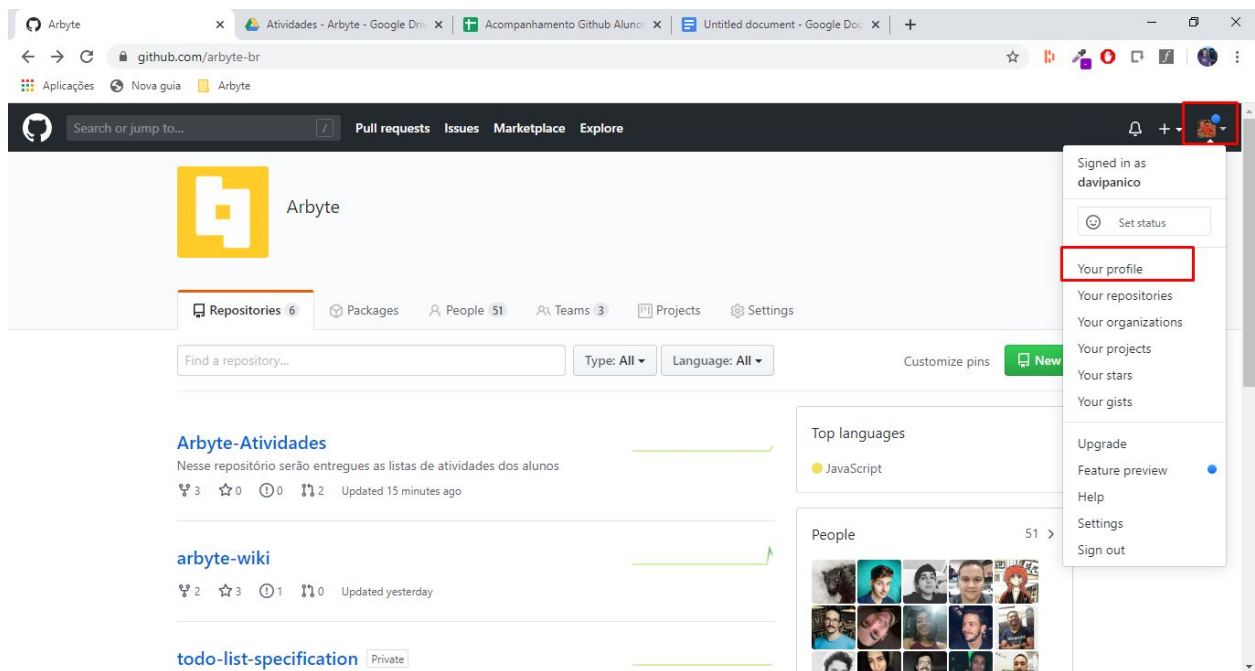 Arbyte
Atividades - Arbyte - Google Driv
Acompanhamento Github Alunos
Untitled document - Google Doc
github.com/arbyte-br
Aplicações Nova guia Arbyte
Search or jump to... /
Pull requests Issues Marketplace Explore
Signed in as
davipanico
Set status
Your profile
Your repositories
Your organizations
Your projects
Your stars
Your gists
Upgrade
Feature preview
Help
Settings
Sign out
Arbyte
Repositories 6 Packages People 51 Teams 3 Projects Settings
Find a repository... Type: All Language: All Customize pins New
Arbyte-Atividades
Nesse repositório serão entregues as listas de atividades dos alunos
3 0 0 2 Updated 15 minutes ago
arbyte-wiki
2 3 1 0 Updated yesterday
todo-list-specification Private
Top languages
JavaScript
People 51